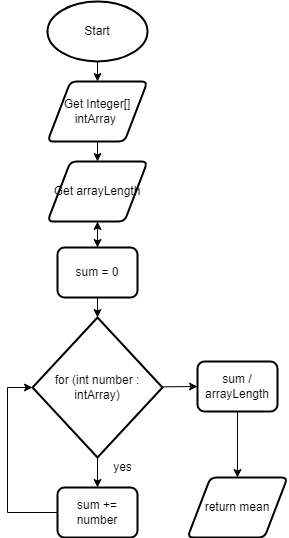 Start
Get Integer[]
intArray
Get arrayLength
sum = 0
for (int number :
intArray)
sum /
arrayLength
yes
sum +=
number
return mean